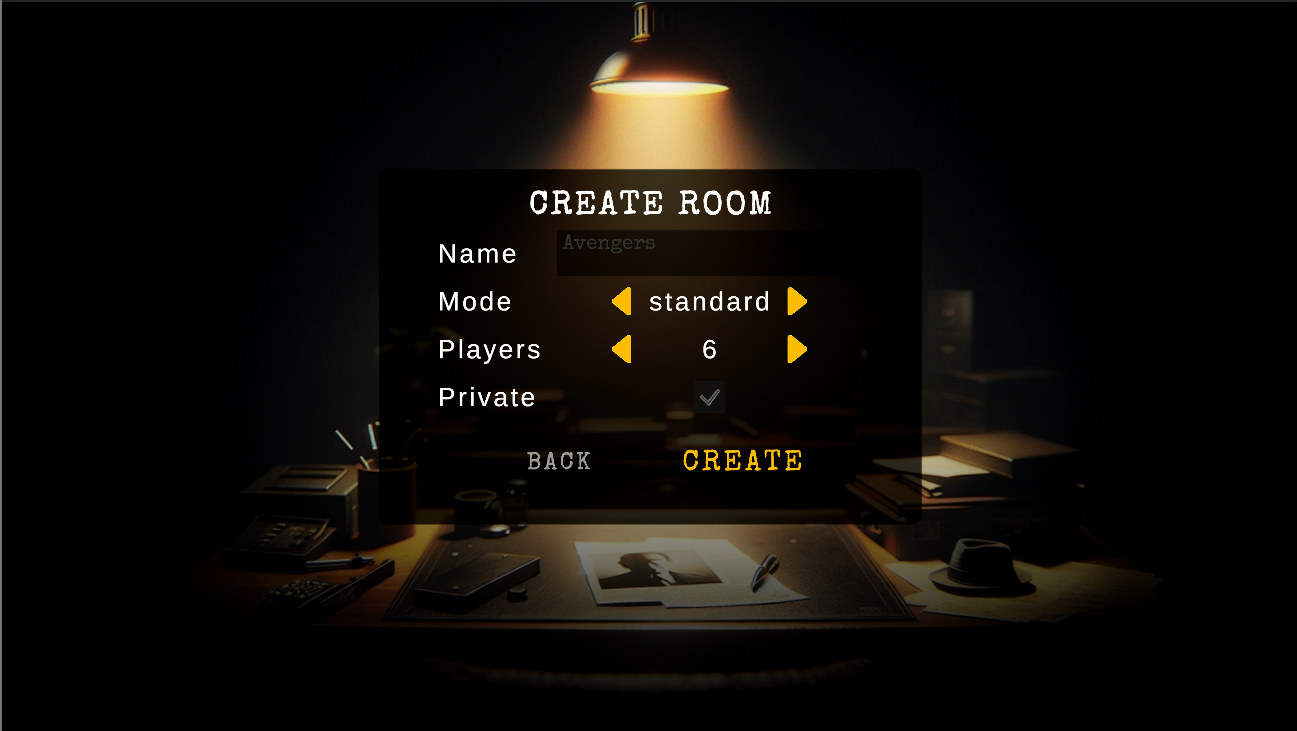 CREATE ROOM
Name Avengers
Mode standard
Players 6
Private
BACK CREATE